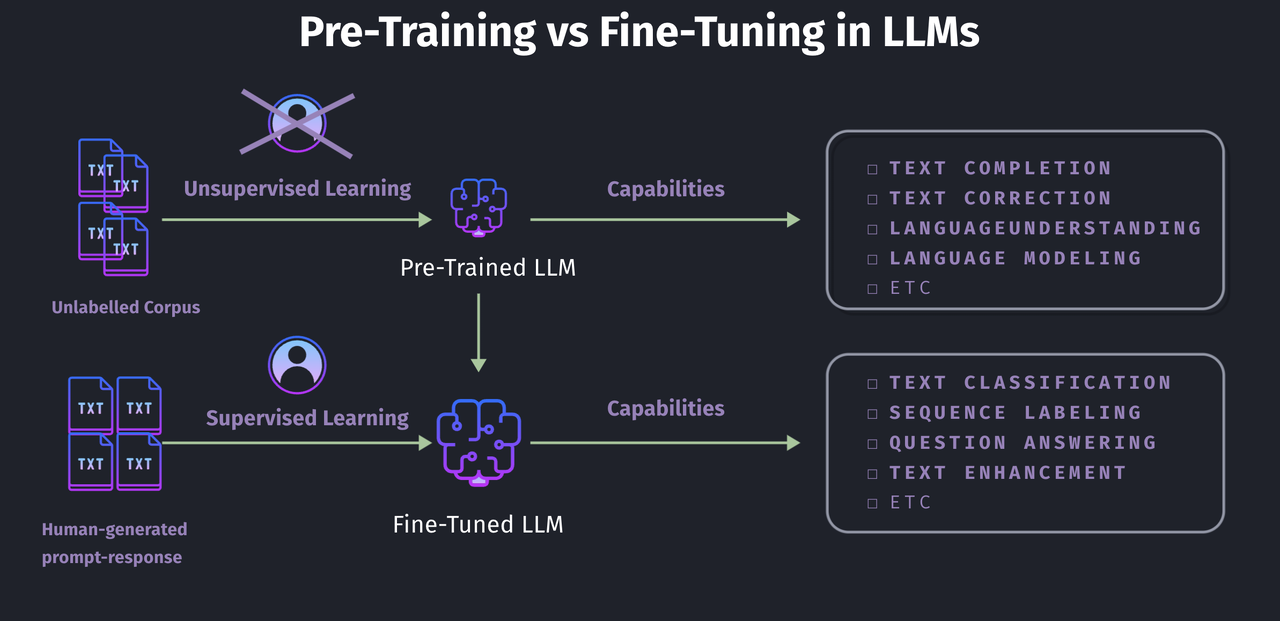 Pre-Training vs Fine-Tuning in LLMs
TXT
TXT
TXT
TXT
Unlabelled Corpus
Unsupervised Learning
Pre-Trained LLM
Capabilities
TEXT COMPLETION
TEXT CORRECTION
LANGUAGEUNDERSTANDING
LANGUAGE MODELING
ETC
TXT
TXT
TXT
TXT
Human-generated
prompt-response
Supervised Learning
Fine-Tuned LLM
Capabilities
TEXT CLASSIFICATION
SEQUENCE LABELING
QUESTION ANSWERING
TEXT ENHANCEMENT
ETC